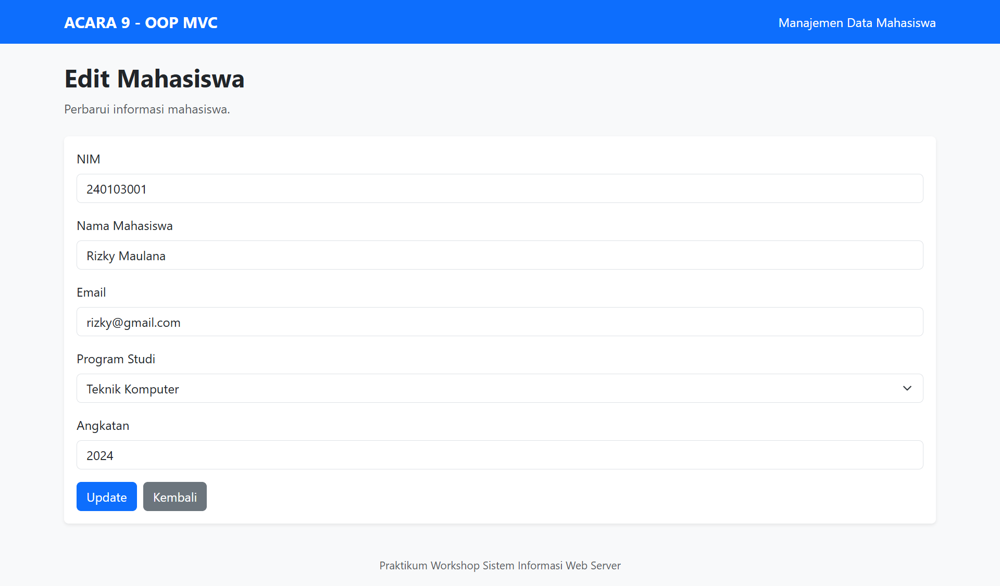 ACARA 9 - OOP MVC
Manajemen Data Mahasiswa
Edit Mahasiswa
Perbarui informasi mahasiswa.
NIM
240103001
Nama Mahasiswa
Rizky Maulana
Email
rizky@gmail.com
Program Studi
Teknik Komputer
Angkatan
2024
Update
Kembali
Praktikum Workshop Sistem Informasi Web Server